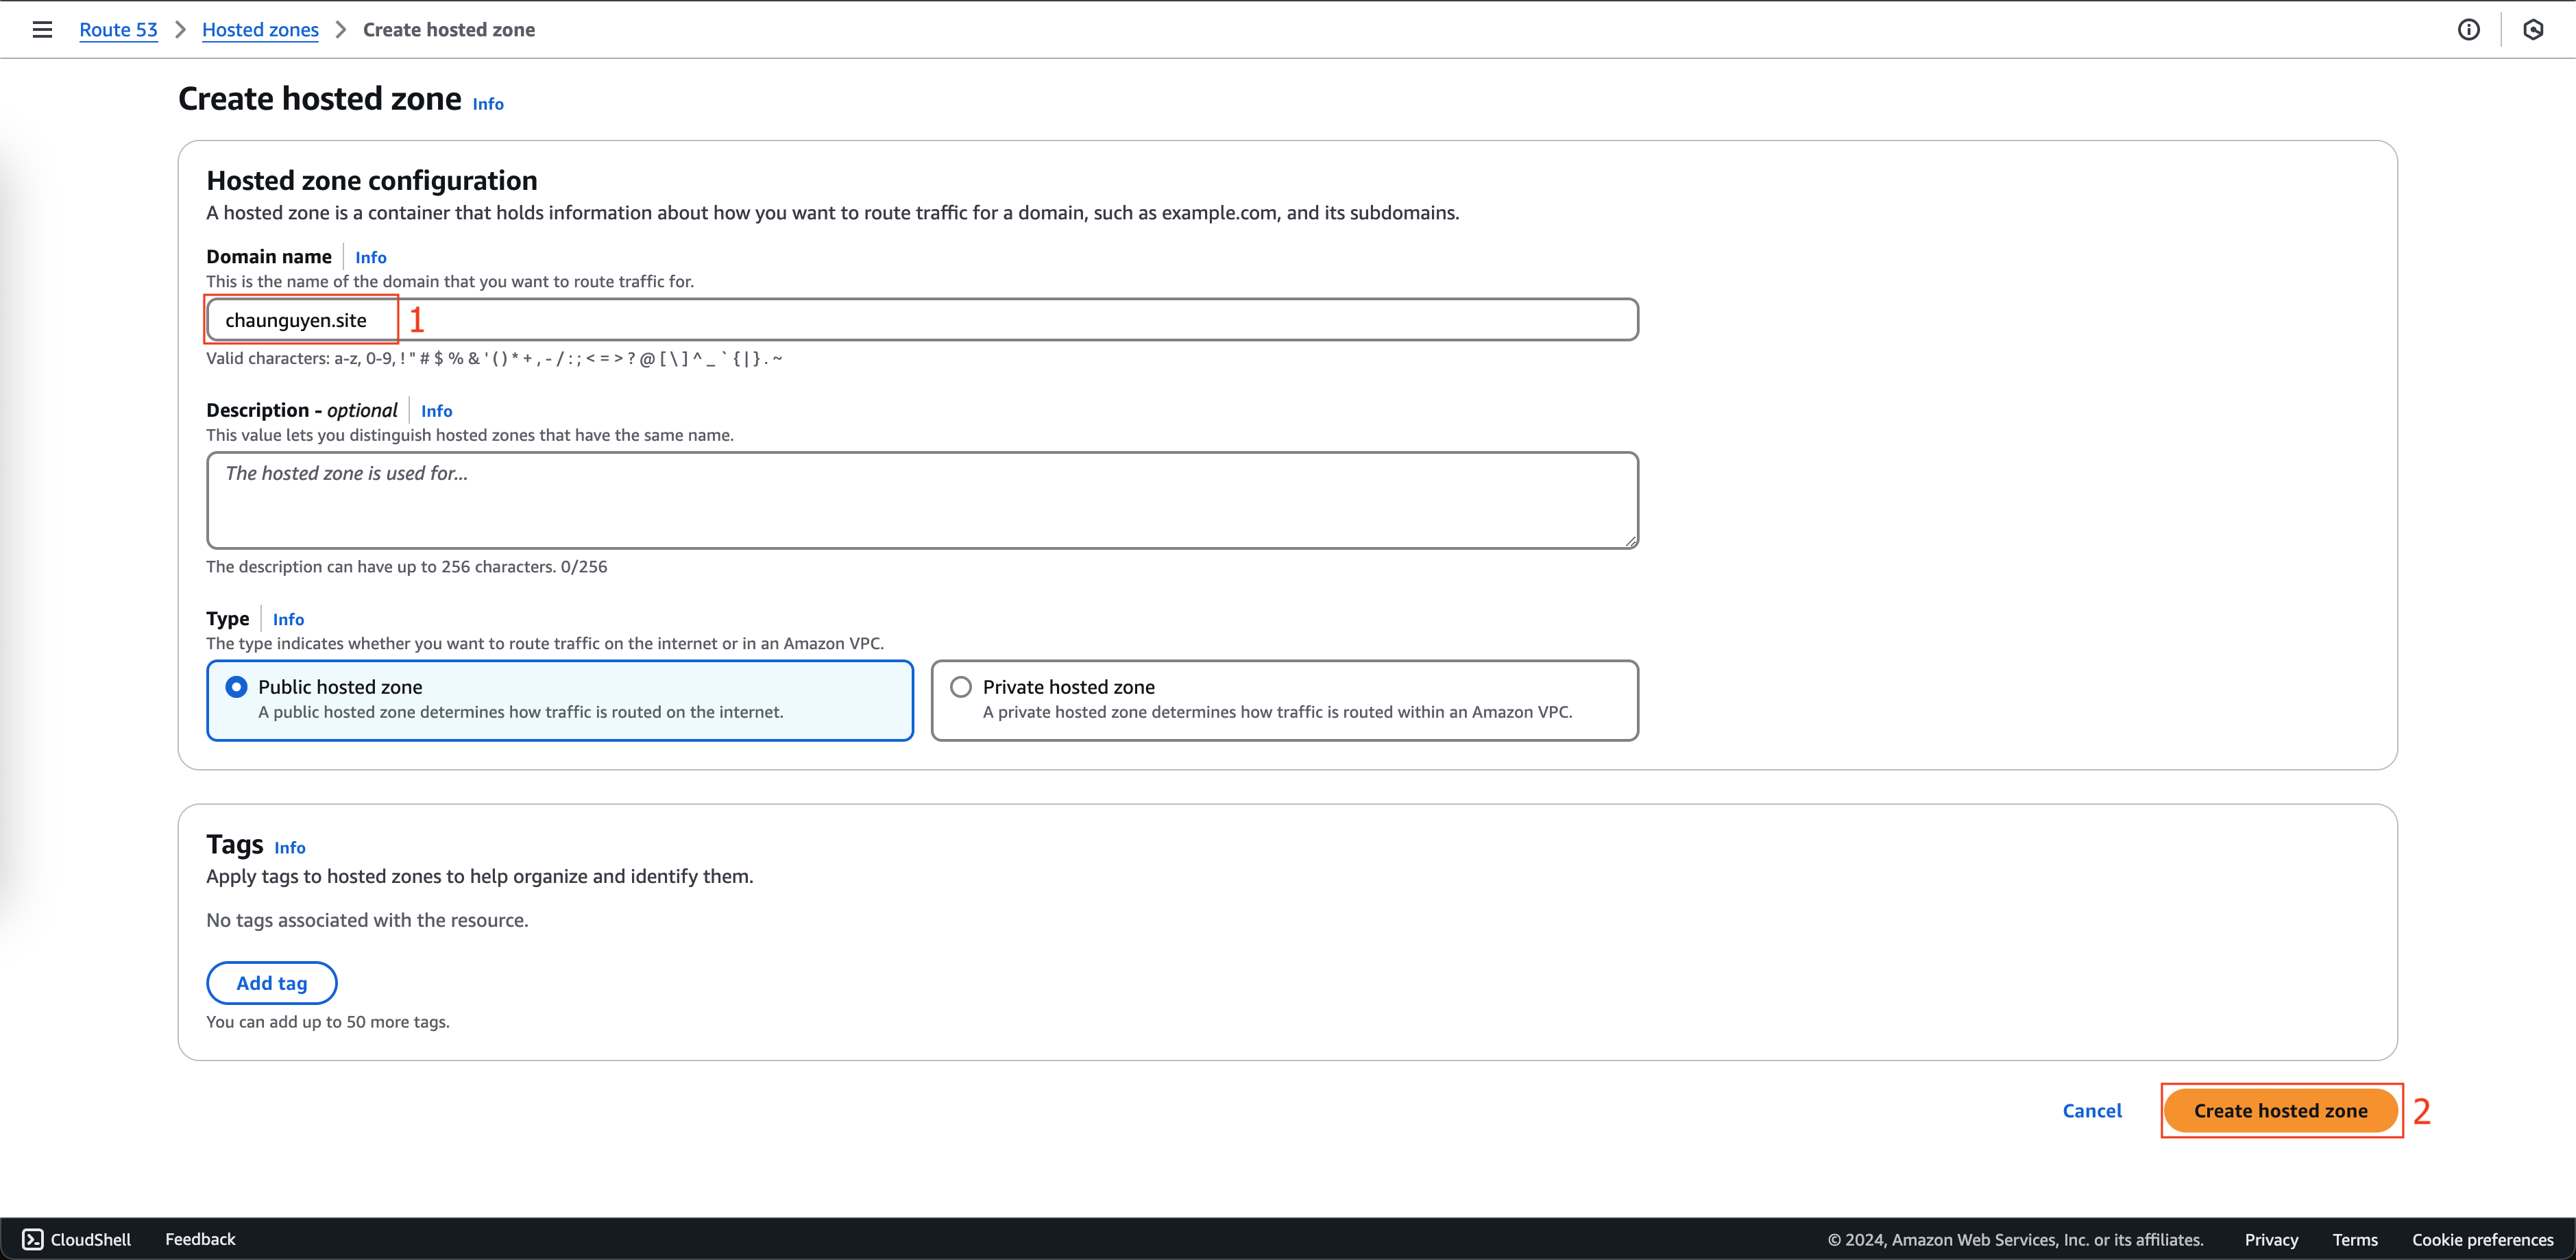 Route 53 > Hosted zones > Create hosted zone
Create hosted zone Info
Hosted zone configuration
A hosted zone is a container that holds information about how you want to route traffic for a domain, such as example.com, and its subdomains.
Domain name Info
This is the name of the domain that you want to route traffic for.
chaunguyen.site 1
Valid characters: a-z, 0-9, ! " # $ % & ' ( ) * + , - / : ; < = > ? @ [ \ ] ^ _ ` { | } . ~
Description - optional Info
This value lets you distinguish hosted zones that have the same name.
The hosted zone is used for...
The description can have up to 256 characters. 0/256
Type Info
The type indicates whether you want to route traffic on the internet or in an Amazon VPC.
Public hosted zone
A public hosted zone determines how traffic is routed on the internet.
Private hosted zone
A private hosted zone determines how traffic is routed within an Amazon VPC.
Tags Info
Apply tags to hosted zones to help organize and identify them.
No tags associated with the resource.
Add tag
You can add up to 50 more tags.
Cancel Create hosted zone 2
CloudShell Feedback © 2024, Amazon Web Services, Inc. or its affiliates. Privacy Terms Cookie preferences